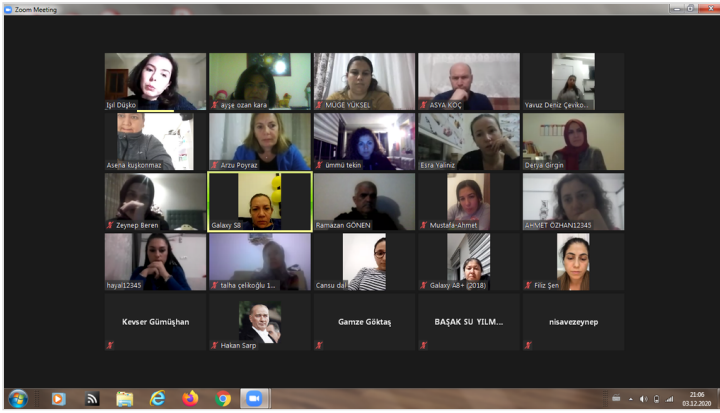 Zoom Meeting
Işıl Düşko
ayşe ozan kara
MÜGE YÜKSEL
ASYA KOÇ
Yavuz Deniz Çeviko...
Asena kuşkonmaz
Arzu Poyraz
ümmü tekin
Esra Yalınız
Derya Girgin
Zeynep Beren
Galaxy S8
Ramazan GÖNEN
Mustafa-Ahmet
AHMET ÖZHAN12345
hayal12345
talha çelikoğlu 1...
Cansu dal
Galaxy A8+ (2018)
Filiz Şen
Kevser Gümüşhan
Hakan Sarp
Gamze Göktaş
BAŞAK SU YILM...
nisavezeynep
21:06
03.12.2020